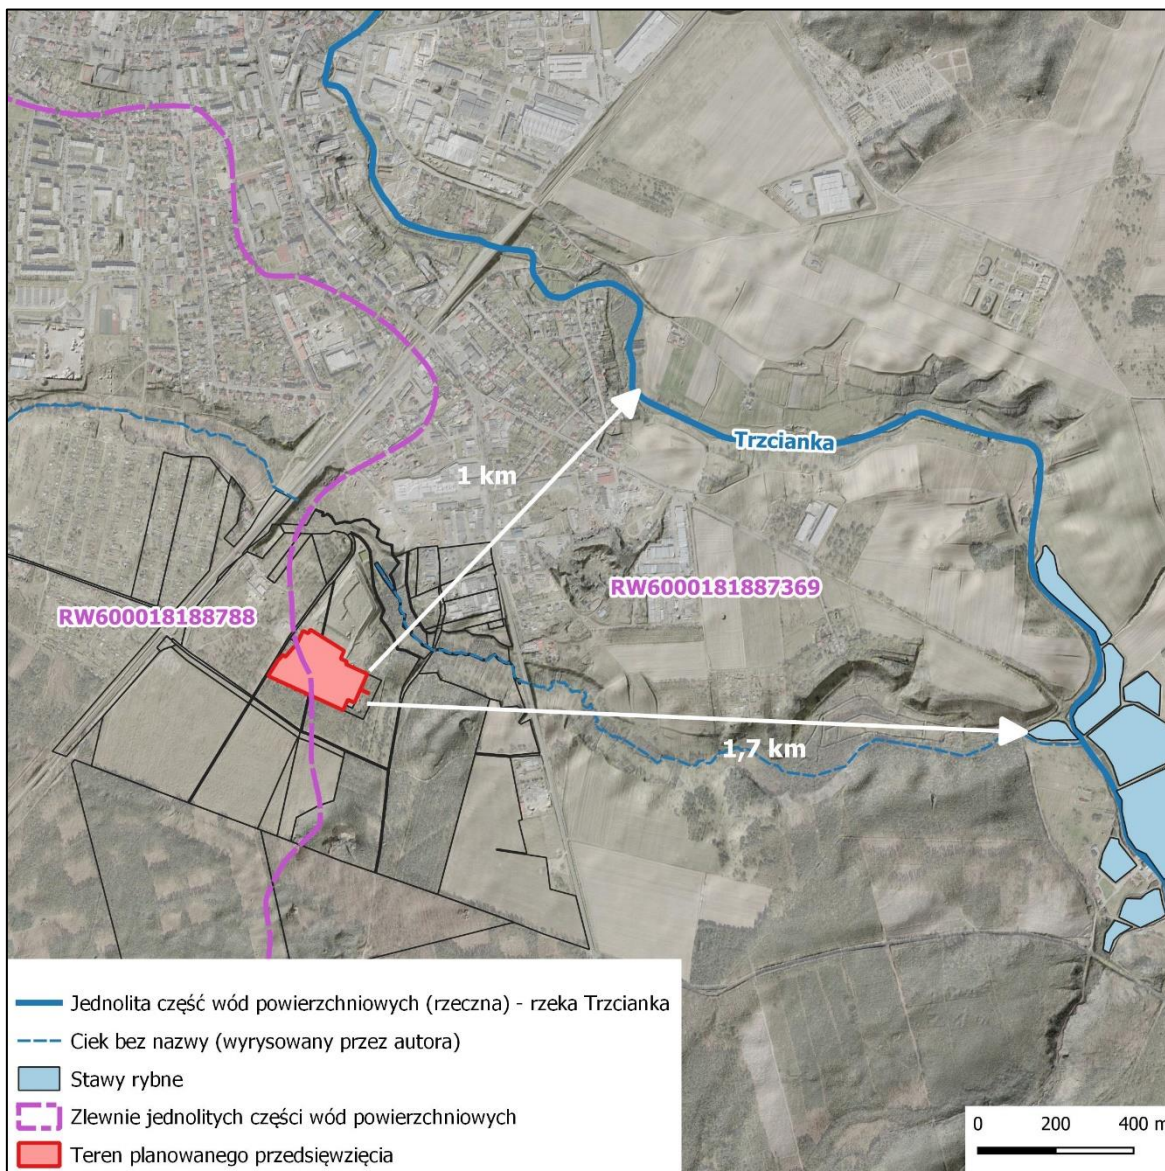 Trzcianka
1 km
RW6000181887369
RW600018188788
1,7 km
Jednolita część wód powierzchniowych (rzeczna) - rzeka Trzcianka
Ciek bez nazwy (wyrysowany przez autora)
Stawy rybne
Zlewnie jednolitych części wód powierzchniowych
Teren planowanego przedsięwzięcia
0 200 400 m